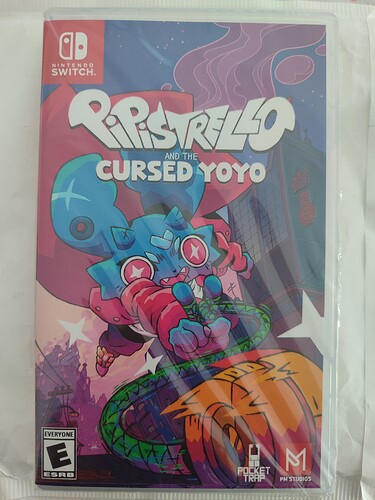 NINTENDO
SWITCH.
PiPiSTRELLO
AND THE
CURSED YOYO
EVERYONE
E
ESRB
POCKET
TRAP
M
PM STUDIOS